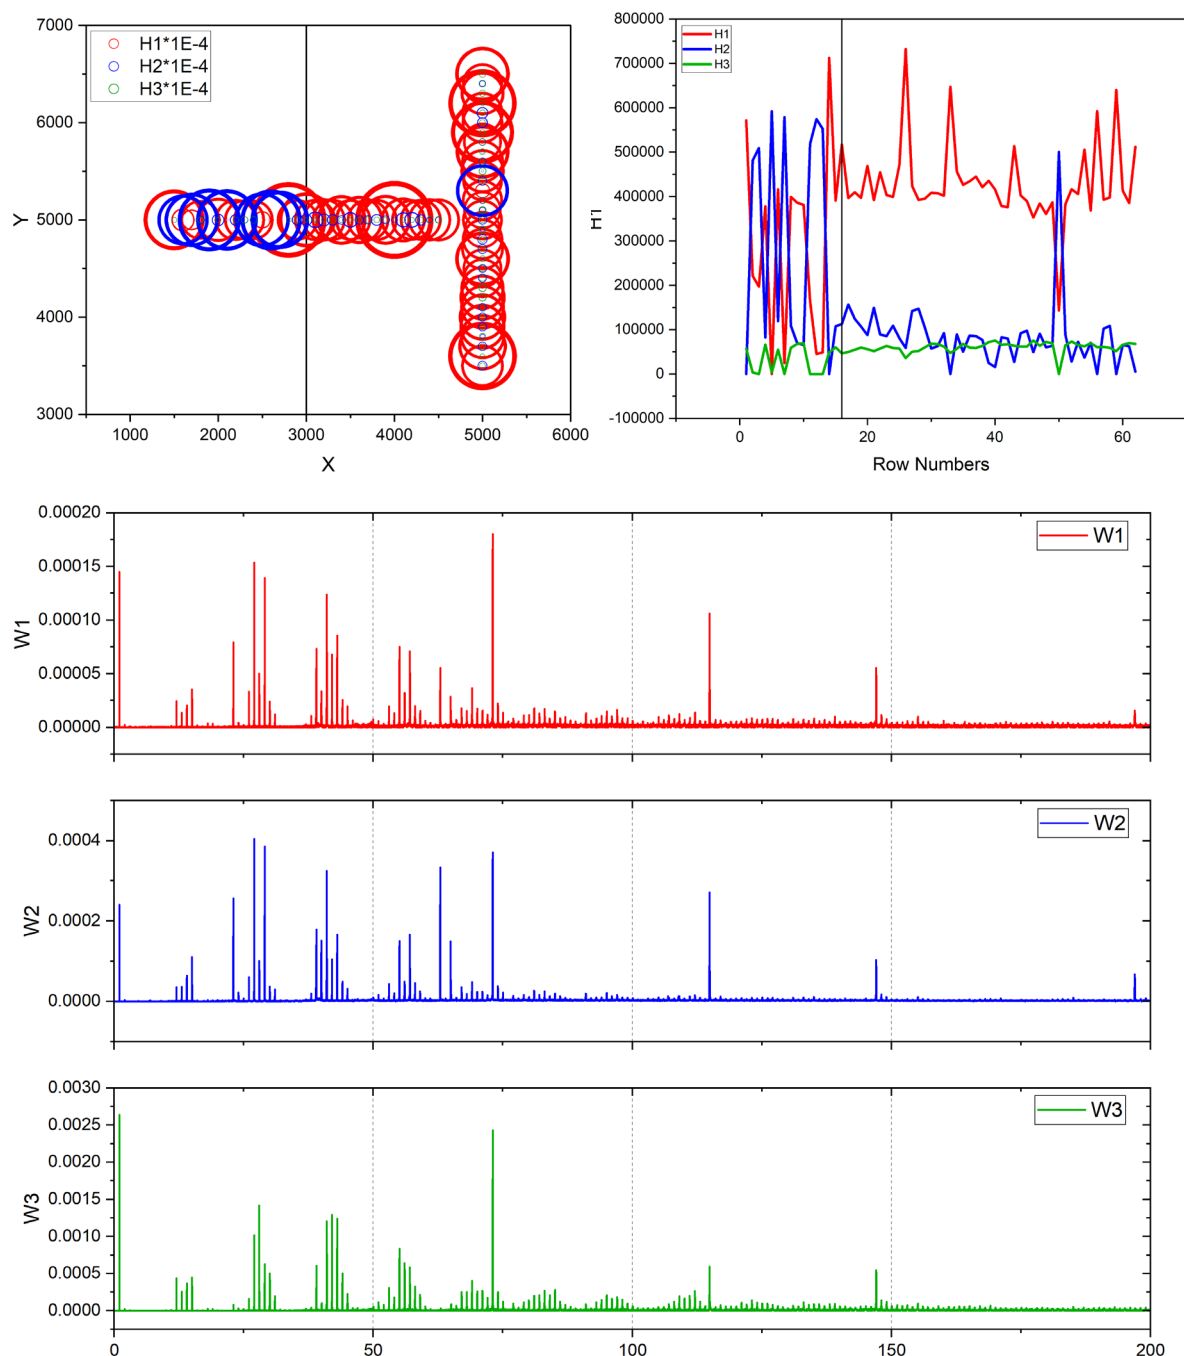 7000
6000
5000
4000
3000
Y
H1*1E-4
H2*1E-4
H3*1E-4
1000 2000 3000 4000 5000 6000
X
800000
700000
600000
500000
400000
300000
200000
100000
0
-100000
H1
H1
H2
H3
0 20 40 60
Row Numbers
0.00020
0.00015
0.00010
0.00005
0.00000
W1
W1
0.0004
0.0002
0.0000
W2
W2
0.0030
0.0025
0.0020
0.0015
0.0010
0.0005
0.0000
W3
W3
0 50 100 150 200